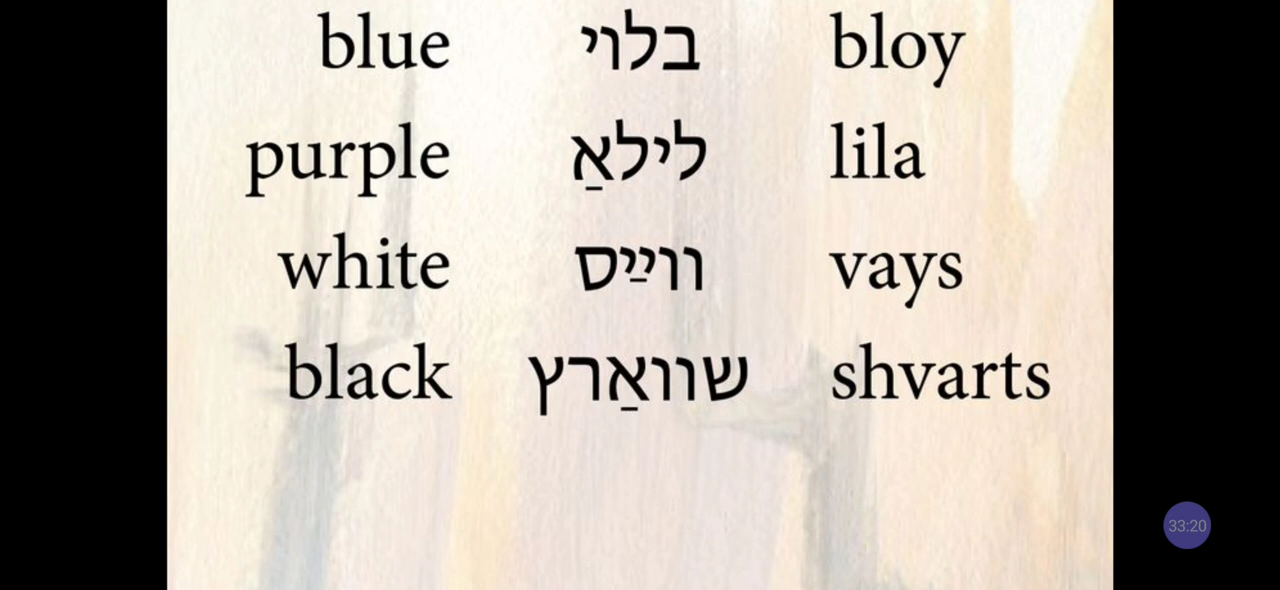 blue בלוי bloy
purple לילאַ lila
white ווײַס vays
black שוואַרץ shvarts
33:20